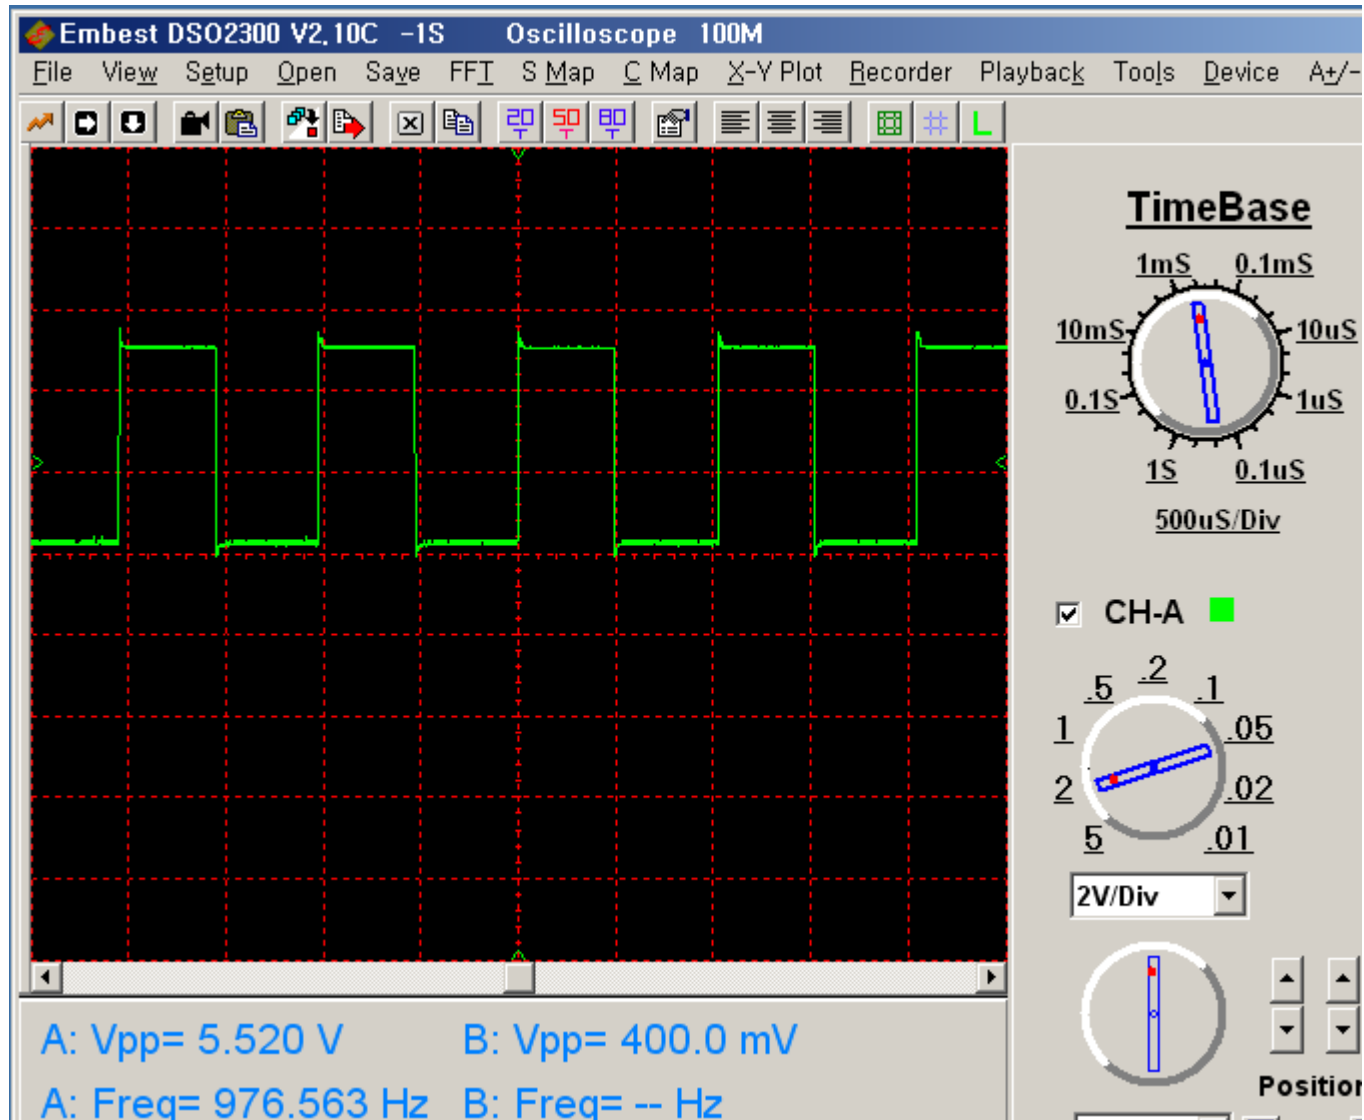 Embest DSO2300 V2.10C -1S Oscilloscope 100M
File View Setup Open Save FFT S Map C Map X-Y Plot Recorder Playback Tools Device A+/-
20 50 80
TimeBase
1mS 0.1mS
10mS 10uS
0.1S 1uS
1S 0.1uS
500uS/Div
CH-A
.2
.5 .1
1 .05
2 .02
5 .01
2V/Div
A: Vpp= 5.520 V B: Vpp= 400.0 mV
Position
A: Freq= 976.563 Hz B: Freq= -- Hz